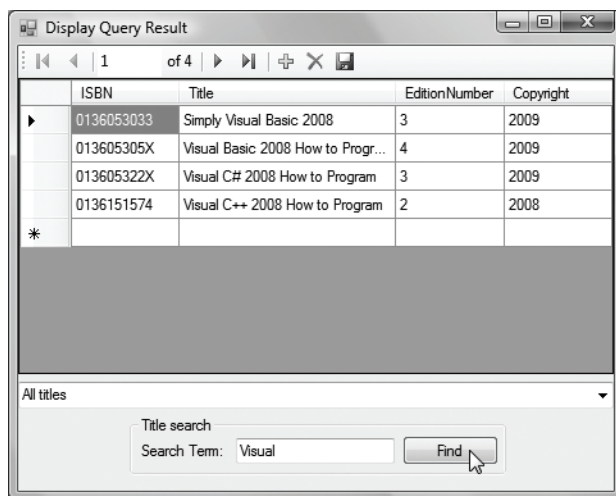 Display Query Result
1 of 4
ISBN Title EditionNumber Copyright
0136053033 Simply Visual Basic 2008 3 2009
013605305X Visual Basic 2008 How to Progr... 4 2009
013605322X Visual C# 2008 How to Program 3 2009
0136151574 Visual C++ 2008 How to Program 2 2008
All titles
Title search
Search Term: Visual Find